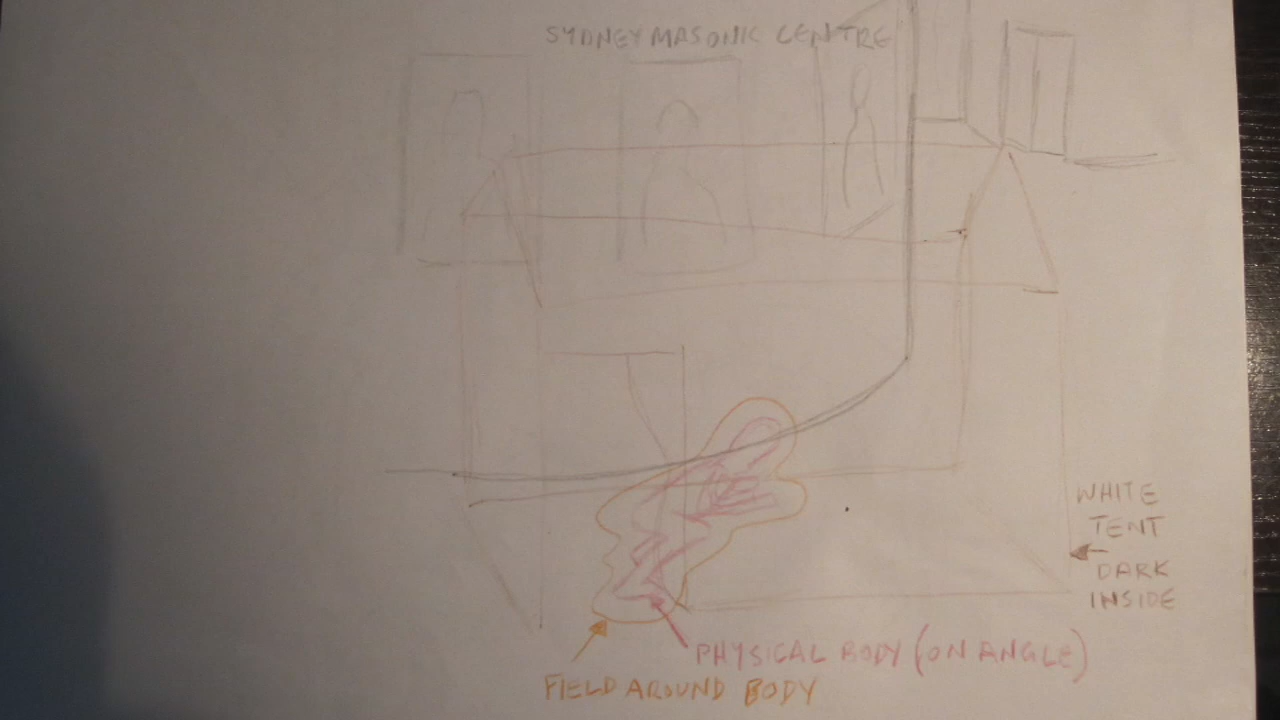 SYDNEY MASONIC CENTRE
WHITE
TENT
DARK
INSIDE
PHYSICAL BODY (ON ANGLE)
FIELD AROUND BODY